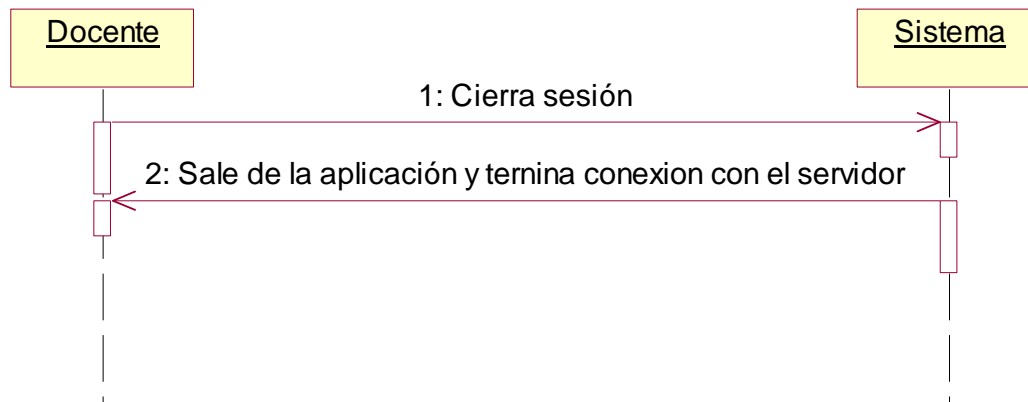 Docente
Sistema
1: Cierra sesión
2: Sale de la aplicación y ternina conexion con el servidor